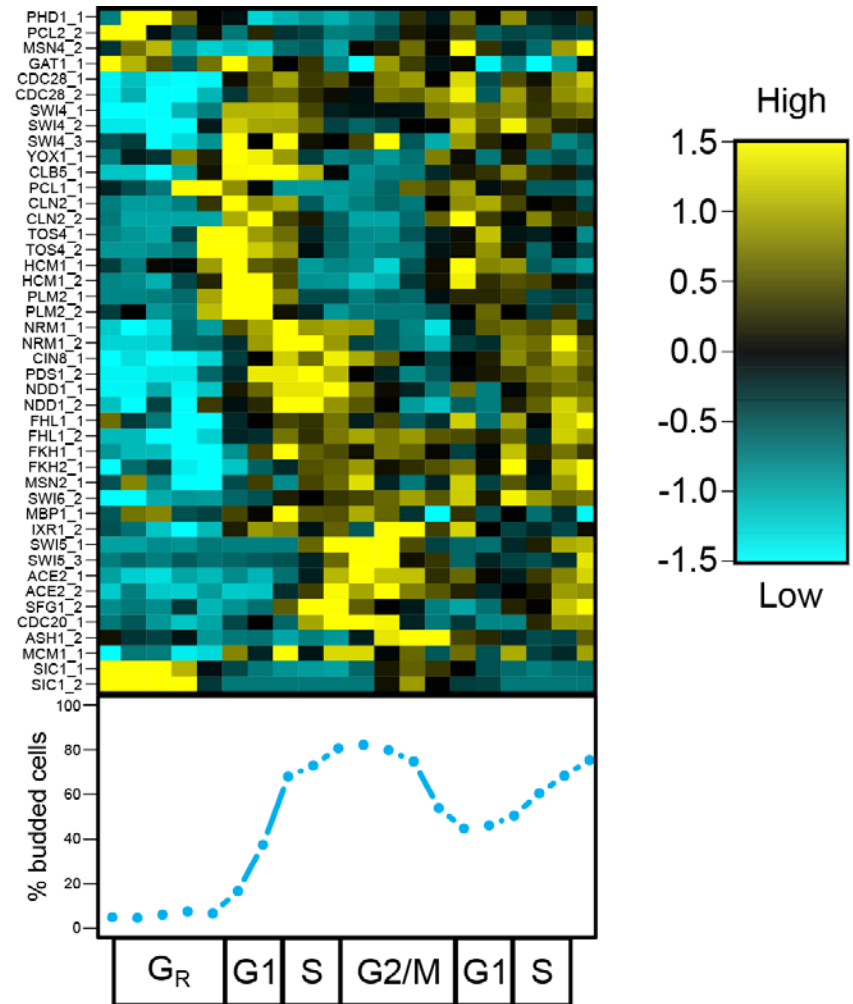 PHD1_1
PCL2_2
MSN4_2
GAT1_1
CDC28_1
CDC28_2
SWI4_1
SWI4_2
SWI4_3
YOX1_1
CLB5_1
PCL1_1
CLN2_1
CLN2_2
TOS4_1
TOS4_2
HCM1_1
HCM1_2
PLM2_1
PLM2_2
NRM1_1
NRM1_2
CIN8_1
PDS1_2
NDD1_1
NDD1_2
FHL1_1
FHL1_2
FKH1_1
FKH2_1
MSN2_1
SWI6_2
MBP1_1
IXR1_2
SWI5_1
SWI5_3
ACE2_1
ACE2_2
SFG1_2
CDC20_1
ASH1_2
MCM1_1
SIC1_1
SIC1_2
High
1.5
1.0
0.5
0.0
-0.5
-1.0
-1.5
Low
% budded cells
100
80
60
40
20
0
GR G1 S G2/M G1 S